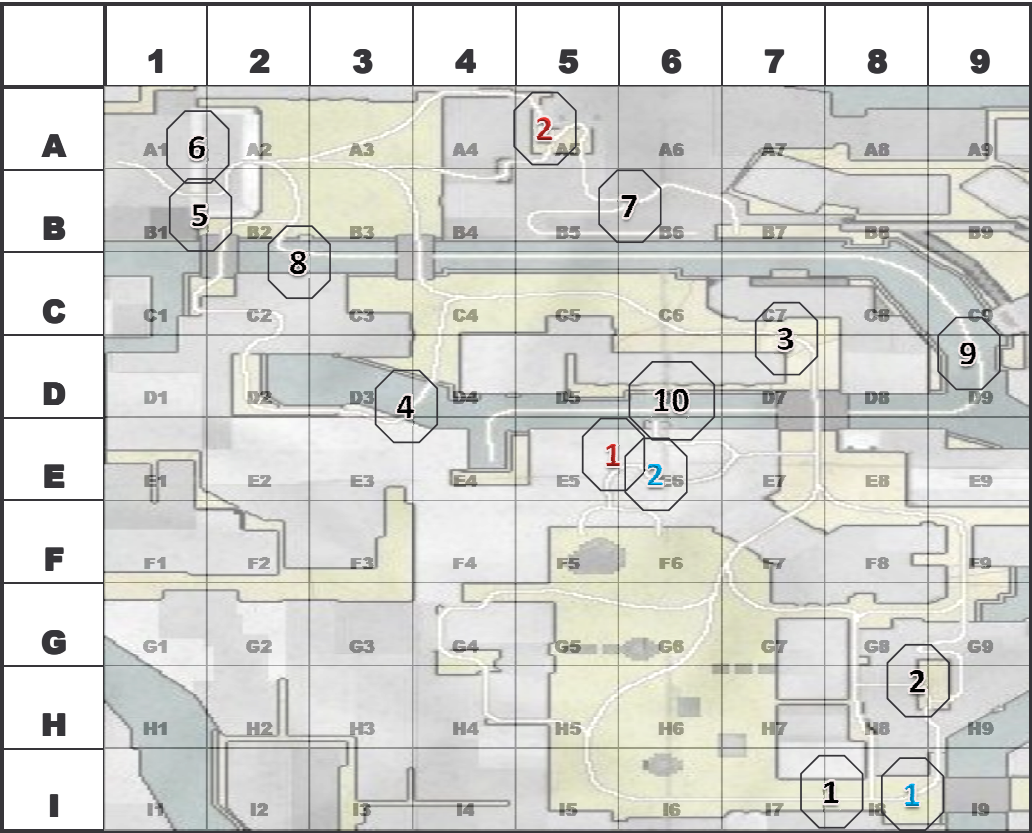 1 2 3 4 5 6 7 8 9
A A1 6 A2 A3 A4 2 A5 A6 A7 A8 A9
B B1 5 B2 B3 B4 B5 7 B6 B7 B8 B9
8
C C1 C2 C3 C4 C5 C6 C7 C8 C9
3 9
D D1 D2 D3 4 D4 D5 10 D7 D8 D9
E E1 E2 E3 E4 E5 1 2 E6 E7 E8 E9
F F1 F2 F3 F4 F5 F6 F7 F8 F9
G G1 G2 G3 G4 G5 G6 G7 G8 G9
2
H H1 H2 H3 H4 H5 H6 H7 H8 H9
I I1 I2 I3 I4 I5 I6 I7 1 I8 1 I9